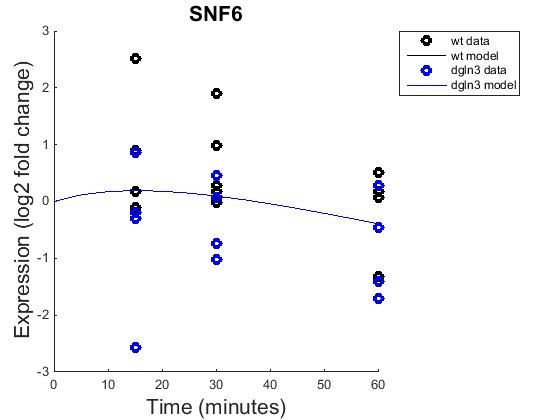 SNF6
3
2
1
0
-1
-2
-3
0
10
20
30
40
50
60
Expression (log2 fold change)
Time (minutes)
wt data
wt model
dgln3 data
dgln3 model